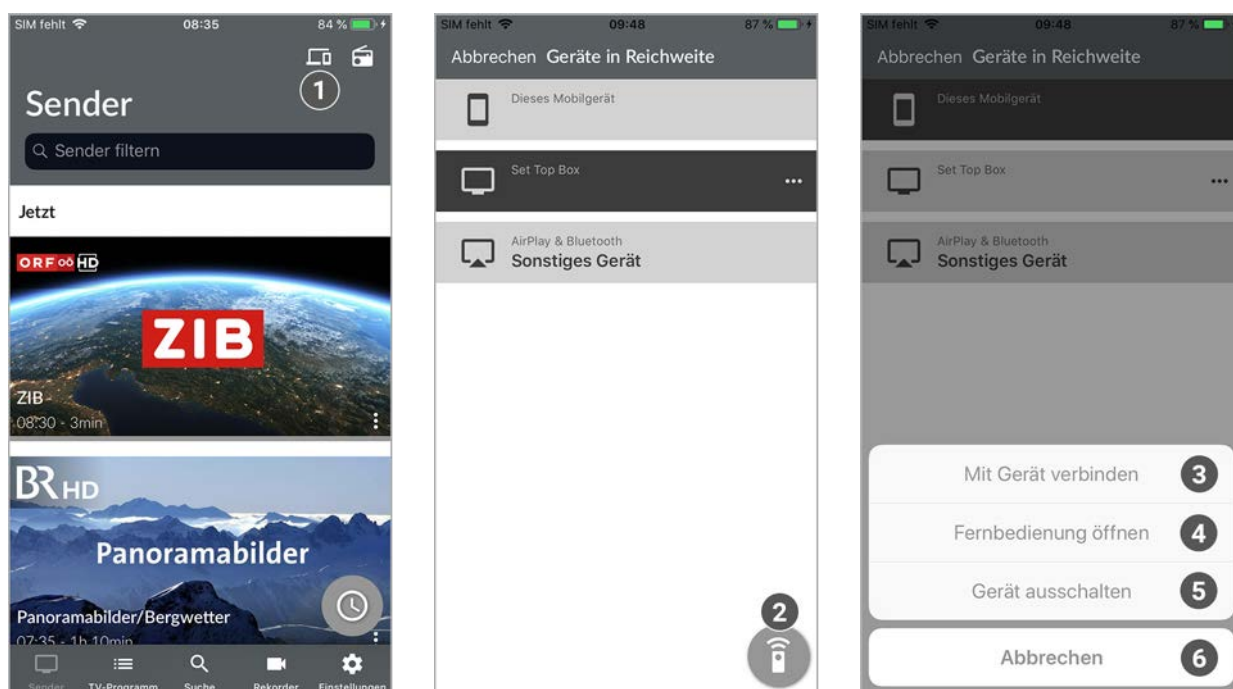 SIM fehlt 08:35 84 %
1
Sender
Sender filtern
Jetzt
ORF oö HD
ZIB
ZIB
08:30 - 3min
BR HD
Panoramabilder
Panoramabilder/Bergwetter
07:35 - 1h 10min
Sender TV-Programm Suche Rekorder Einstellungen
SIM fehlt 09:48 87 %
Abbrechen Geräte in Reichweite
Dieses Mobilgerät
Set Top Box
AirPlay & Bluetooth
Sonstiges Gerät
2
SIM fehlt 09:48 87 %
Abbrechen Geräte in Reichweite
Dieses Mobilgerät
Set Top Box
AirPlay & Bluetooth
Sonstiges Gerät
Mit Gerät verbinden 3
Fernbedienung öffnen 4
Gerät ausschalten 5
Abbrechen 6